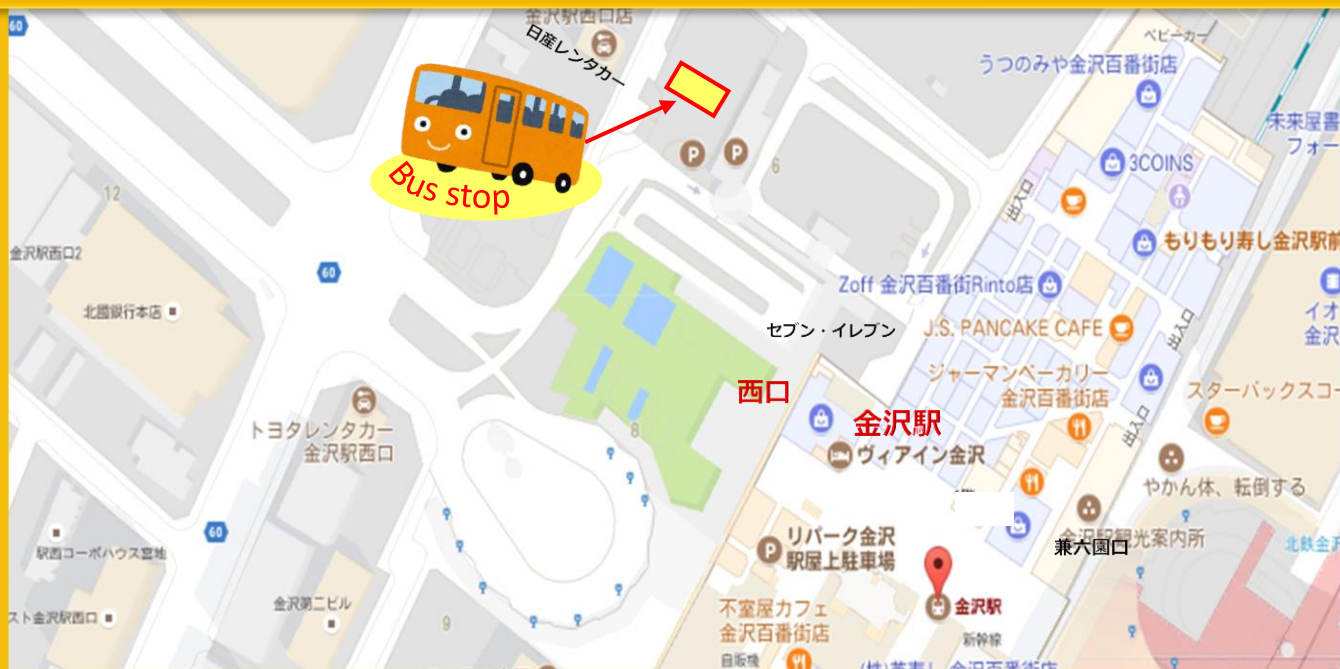 60
金沢駅西口店
日産レンタカー
ベビーカー
うつのみや金沢百番街店
未来屋書
フォー
3COINS
出入口
もりもり寿し金沢駅前
Bus stop
P
P
6
12
金沢駅西口2
60
北國銀行本店
Zoff 金沢百番街Rinto店
イオ
金沢
セブン・イレブン
J.S. PANCAKE CAFE
出入口
西口
ジャーマンベーカリー
金沢百番街店
スターバックスコー
金沢駅
トヨタレンタカー
金沢駅西口
8
出入口
ヴィアイン金沢
やかん体、転倒する
60
駅西コーポハウス宮地
P
リパーク金沢
駅屋上駐車場
金沢駅観光案内所
兼六園口
北鉄金沢
スト金沢駅西口
金沢第二ビル
9
不室屋カフェ
金沢百番街店
金沢駅
新幹線
自販機